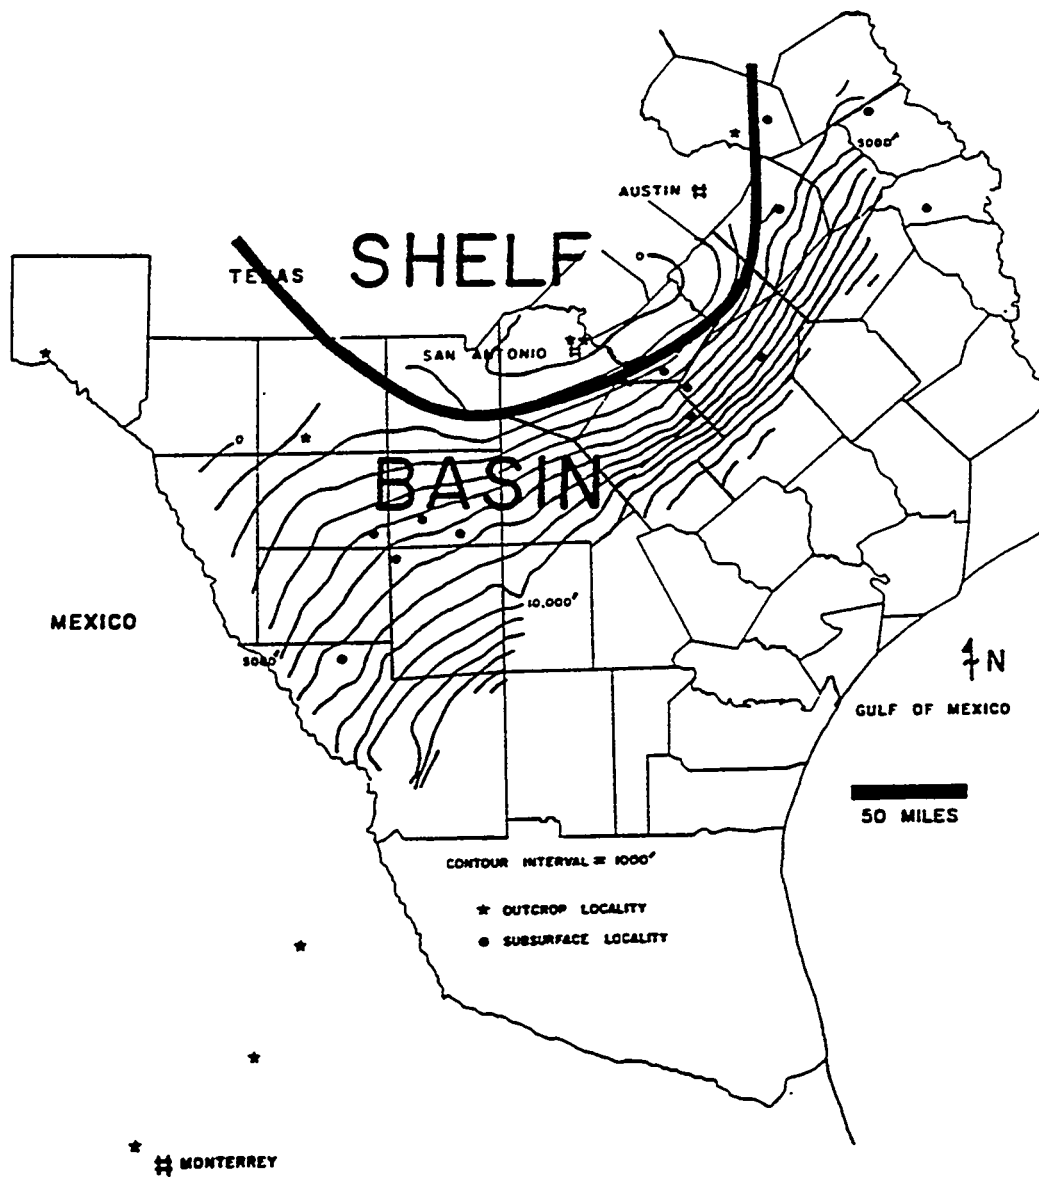 5000'
AUSTIN
SHELF
TEXAS
0
SAN ANTONIO
0
BASIN
10,000'
MEXICO
5000'
N
GULF OF MEXICO
50 MILES
CONTOUR INTERVAL = 1000'
★ OUTCROP LOCALITY
● SUBSURFACE LOCALITY
MONTERREY